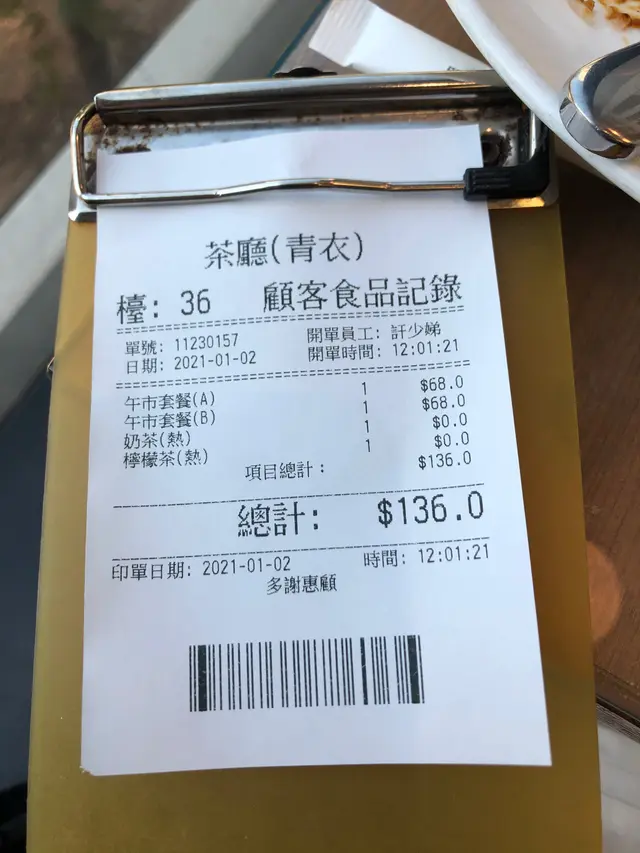 茶廳(青衣)
檯: 36 顧客食品記錄
單號: 11230157 開單員工: 許少娣
日期: 2021-01-02 開單時間: 12:01:21
午市套餐(A) 1 $68.0
午市套餐(B) 1 $68.0
奶茶(熱) 1 $0.0
檸檬茶(熱) 1 $0.0
項目總計: $136.0
總計: $136.0
印單日期: 2021-01-02 時間: 12:01:21
多謝惠顧